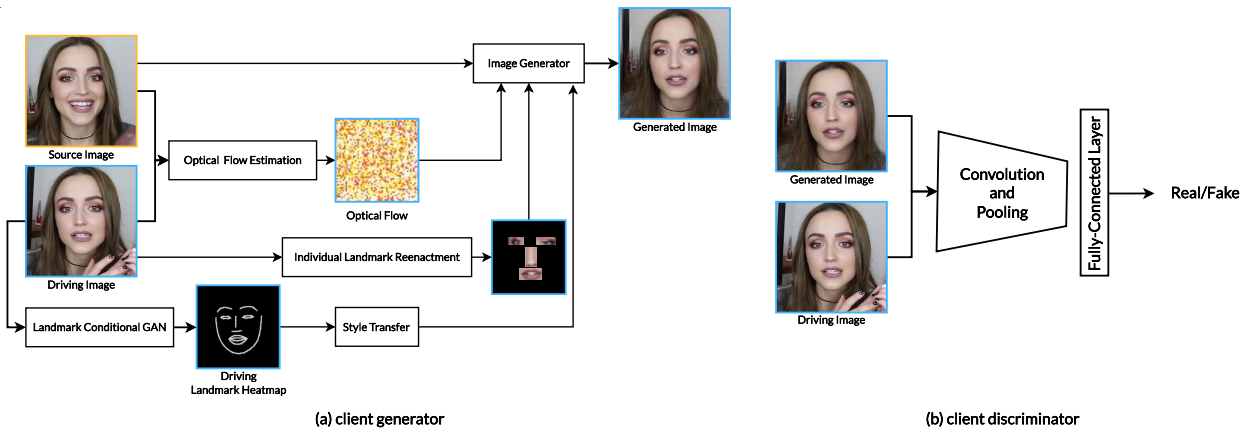 Source Image
Driving Image
Optical Flow Estimation
Optical Flow
Individual Landmark Reenactment
Landmark Conditional GAN
Driving
Landmark Heatmap
Style Transfer
Image Generator
Generated Image
(a) client generator
Generated Image
Driving Image
Convolution
and
Pooling
Fully-Connected Layer
Real/Fake
(b) client discriminator